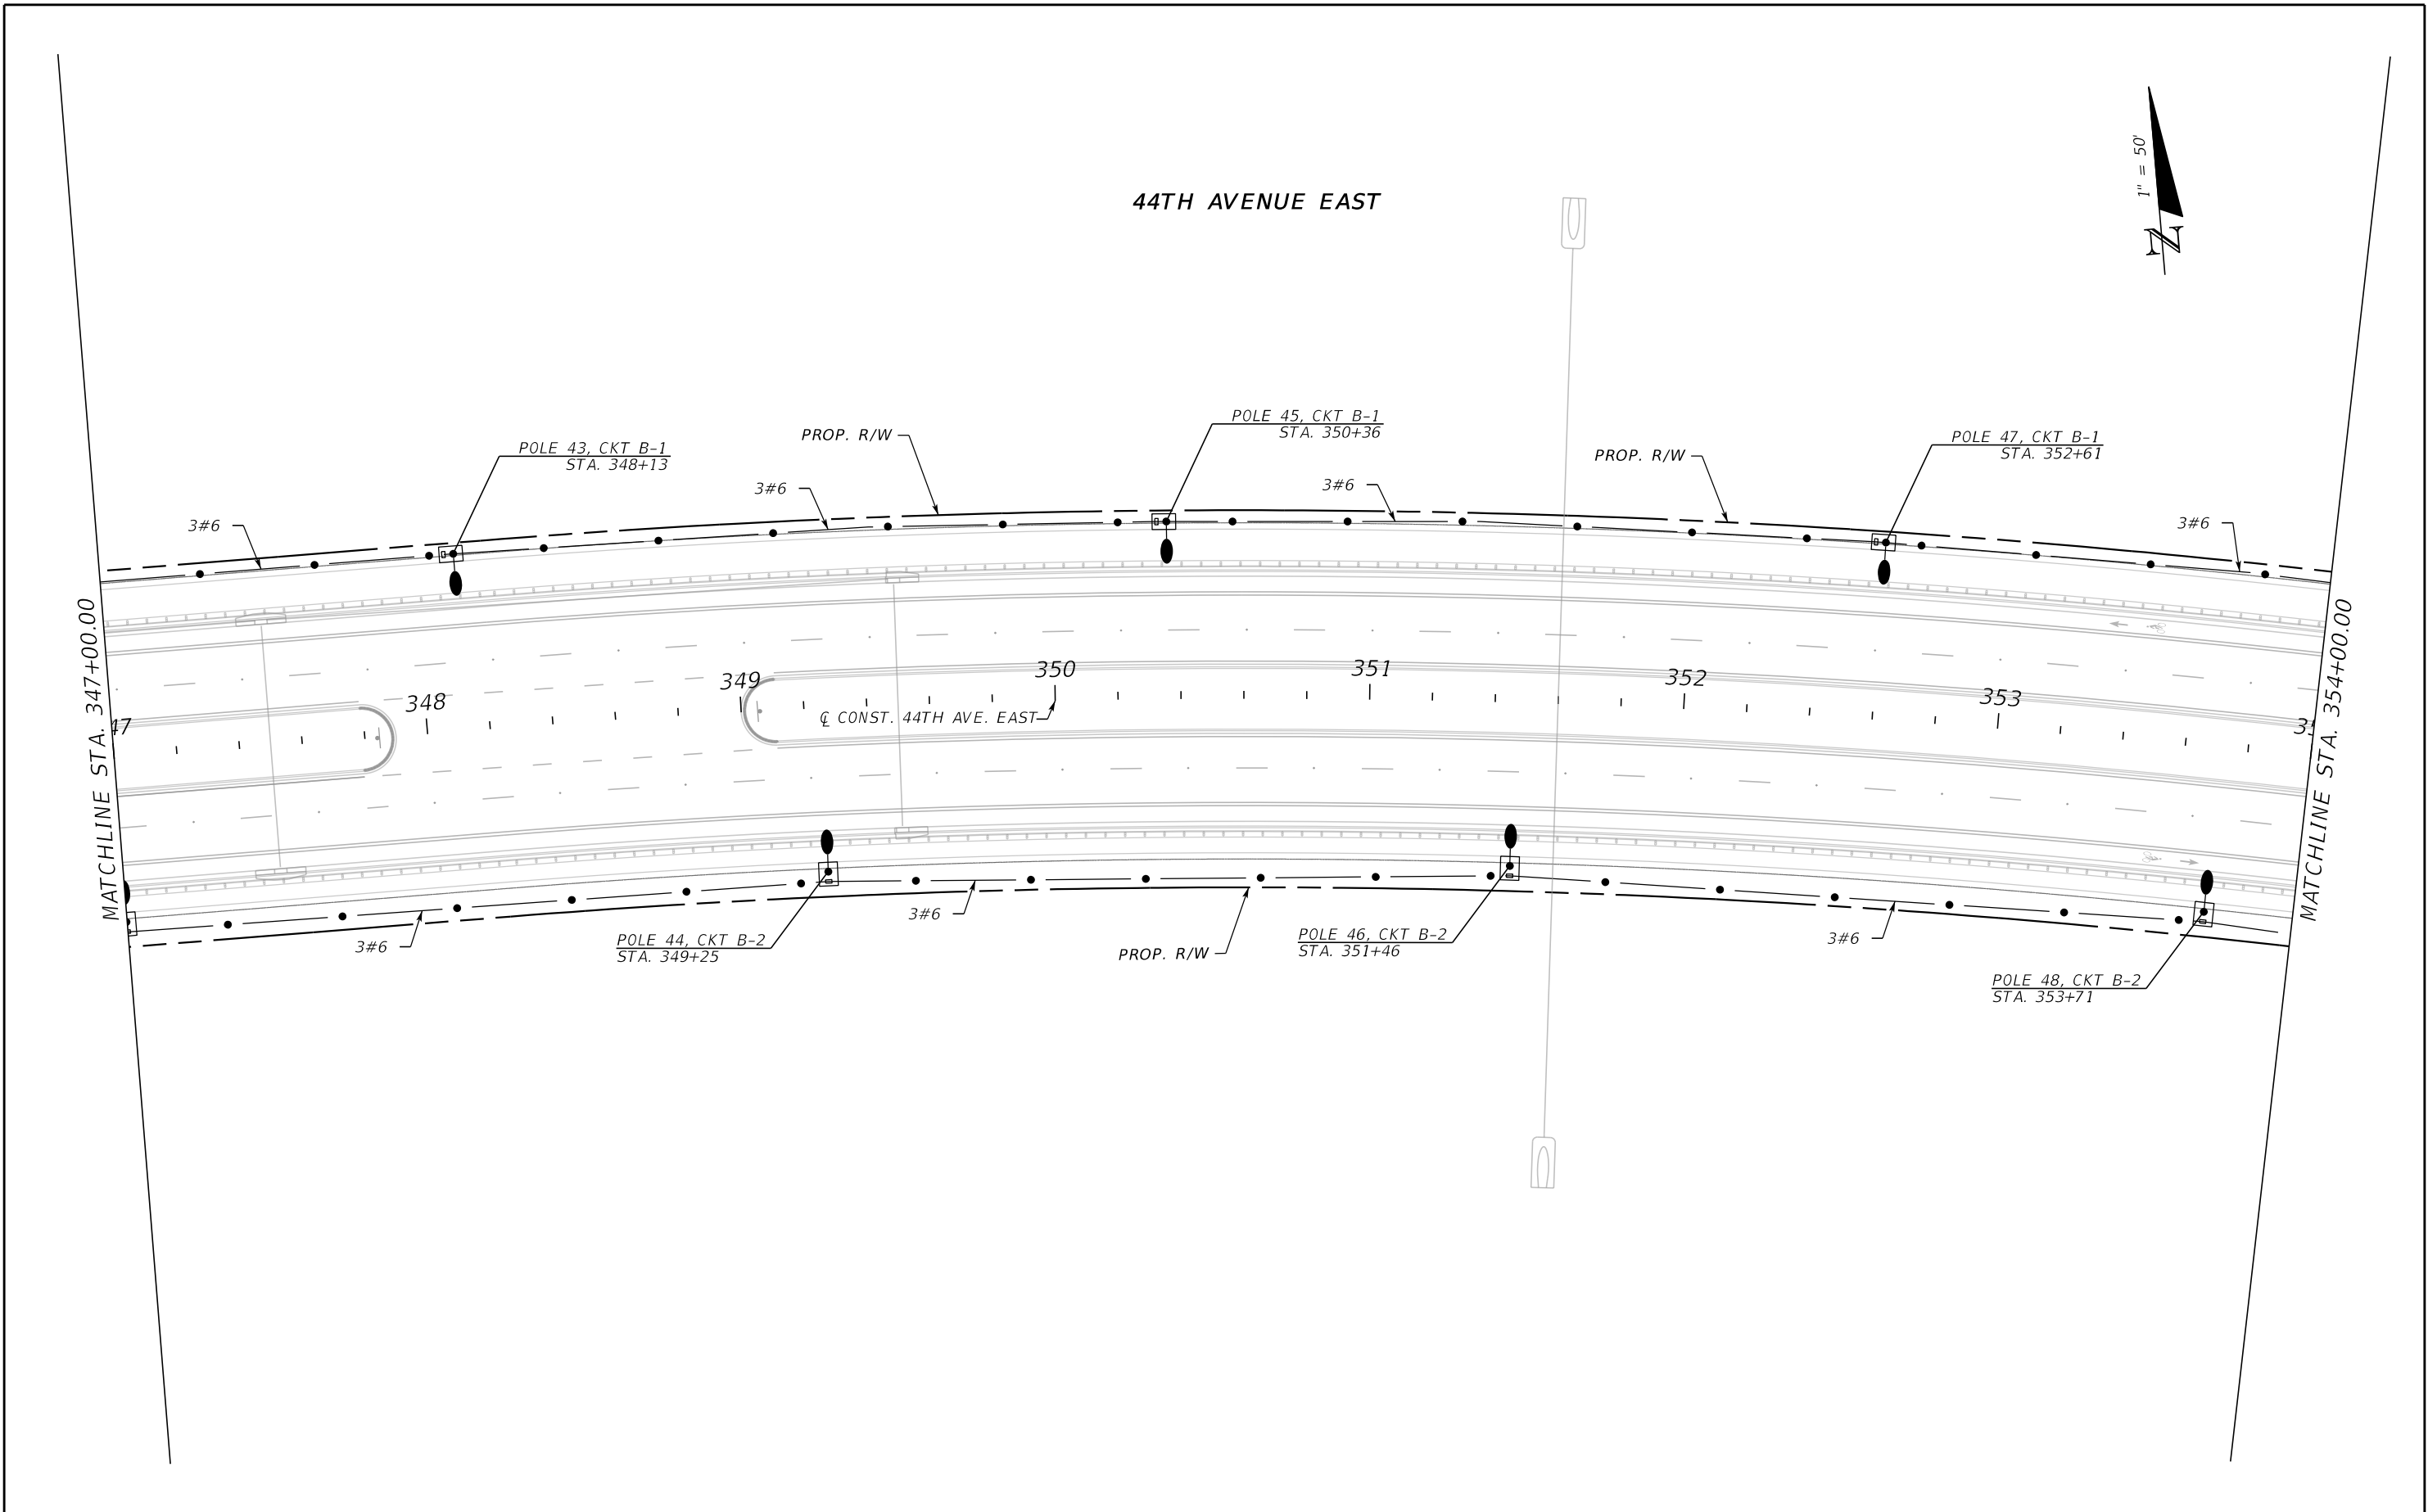 44TH AVENUE EAST
1" = 50'
N
POLE 45, CKT B-1
STA. 350+36
POLE 43, CKT B-1
STA. 348+13
PROP. R/W
POLE 47, CKT B-1
STA. 352+61
PROP. R/W
3#6
3#6
3#6
3#6
MATCHLINE STA. 347+00.00
MATCHLINE STA. 354+00.00
47
348
349
350
351
352
353
35
℄ CONST. 44TH AVE. EAST
3#6
3#6
3#6
POLE 44, CKT B-2
STA. 349+25
PROP. R/W
POLE 46, CKT B-2
STA. 351+46
POLE 48, CKT B-2
STA. 353+71